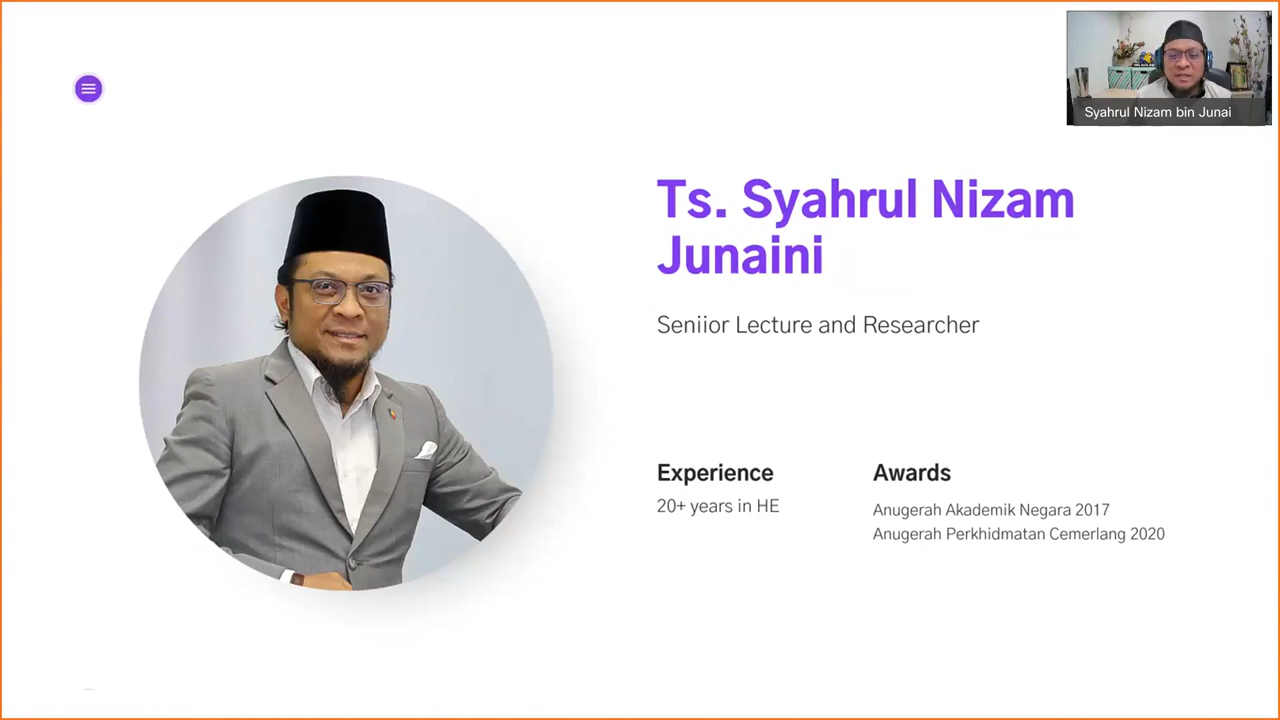 Syahrul Nizam bin Junai
Ts. Syahrul Nizam
Junaini
Seniior Lecture and Researcher
Experience
20+ years in HE
Awards
Anugerah Akademik Negara 2017
Anugerah Perkhidmatan Cemerlang 2020